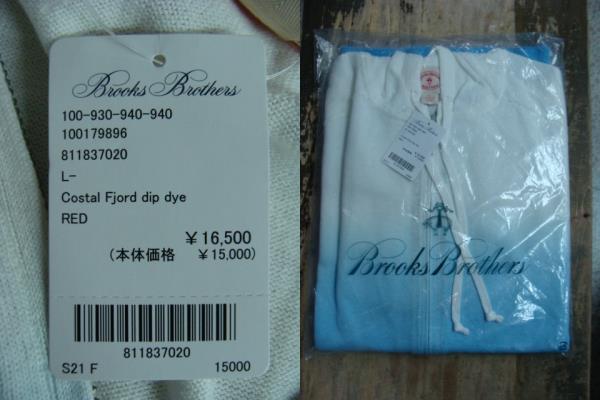 Brooks Brothers
100-930-940-940
100179896
811837020
L-
Costal Fjord dip dye
RED
￥16,500
(本体価格 ￥15,000)
811837020
S21 F 15000
Brooks Brothers